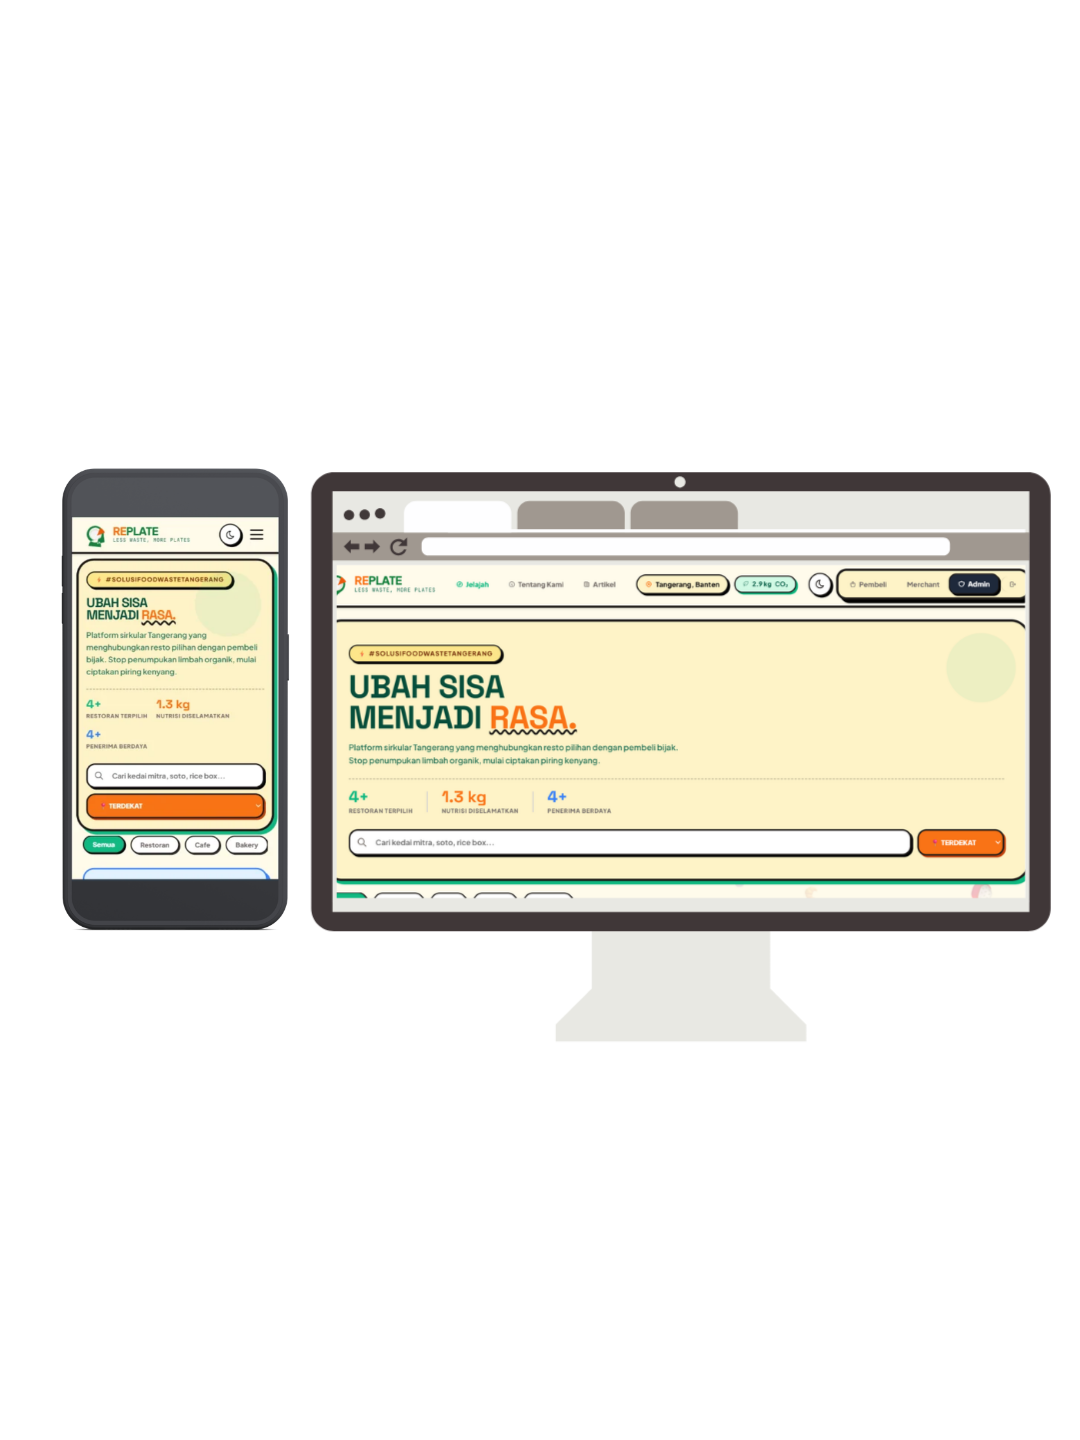 REPLATE
LESS WASTE, MORE PLATES
#SOLUSIFOODWASTETANGERANG
UBAH SISA
MENJADI RASA.
Platform sirkular Tangerang yang
menghubungkan resto pilihan dengan pembeli
bijak. Stop penumpukan limbah organik, mulai
ciptakan piring kenyang.
4+ 1.3 kg
RESTORAN TERPILIH NUTRISI DISELAMATKAN
4+
PENERIMA BERDAYA
Cari kedai mitra, soto, rice box...
TERDEKAT
Semua Restoran Cafe Bakery
REPLATE
LESS WASTE, MORE PLATES
Jelajah Tentang Kami Artikel Tangerang, Banten 2.9 kg CO₂ Pembeli Merchant Admin
#SOLUSIFOODWASTETANGERANG
UBAH SISA
MENJADI RASA.
Platform sirkular Tangerang yang menghubungkan resto pilihan dengan pembeli bijak.
Stop penumpukan limbah organik, mulai ciptakan piring kenyang.
4+ 1.3 kg 4+
RESTORAN TERPILIH NUTRISI DISELAMATKAN PENERIMA BERDAYA
Cari kedai mitra, soto, rice box... TERDEKAT